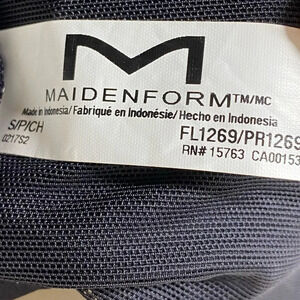 M
MAIDENFORM TM/MC
Made in Indonesia/Fabriqué en Indonésie/Hecho en Indonesia
S/P/CH FL1269/PR1269
0217S2 RN# 15763 CA00153